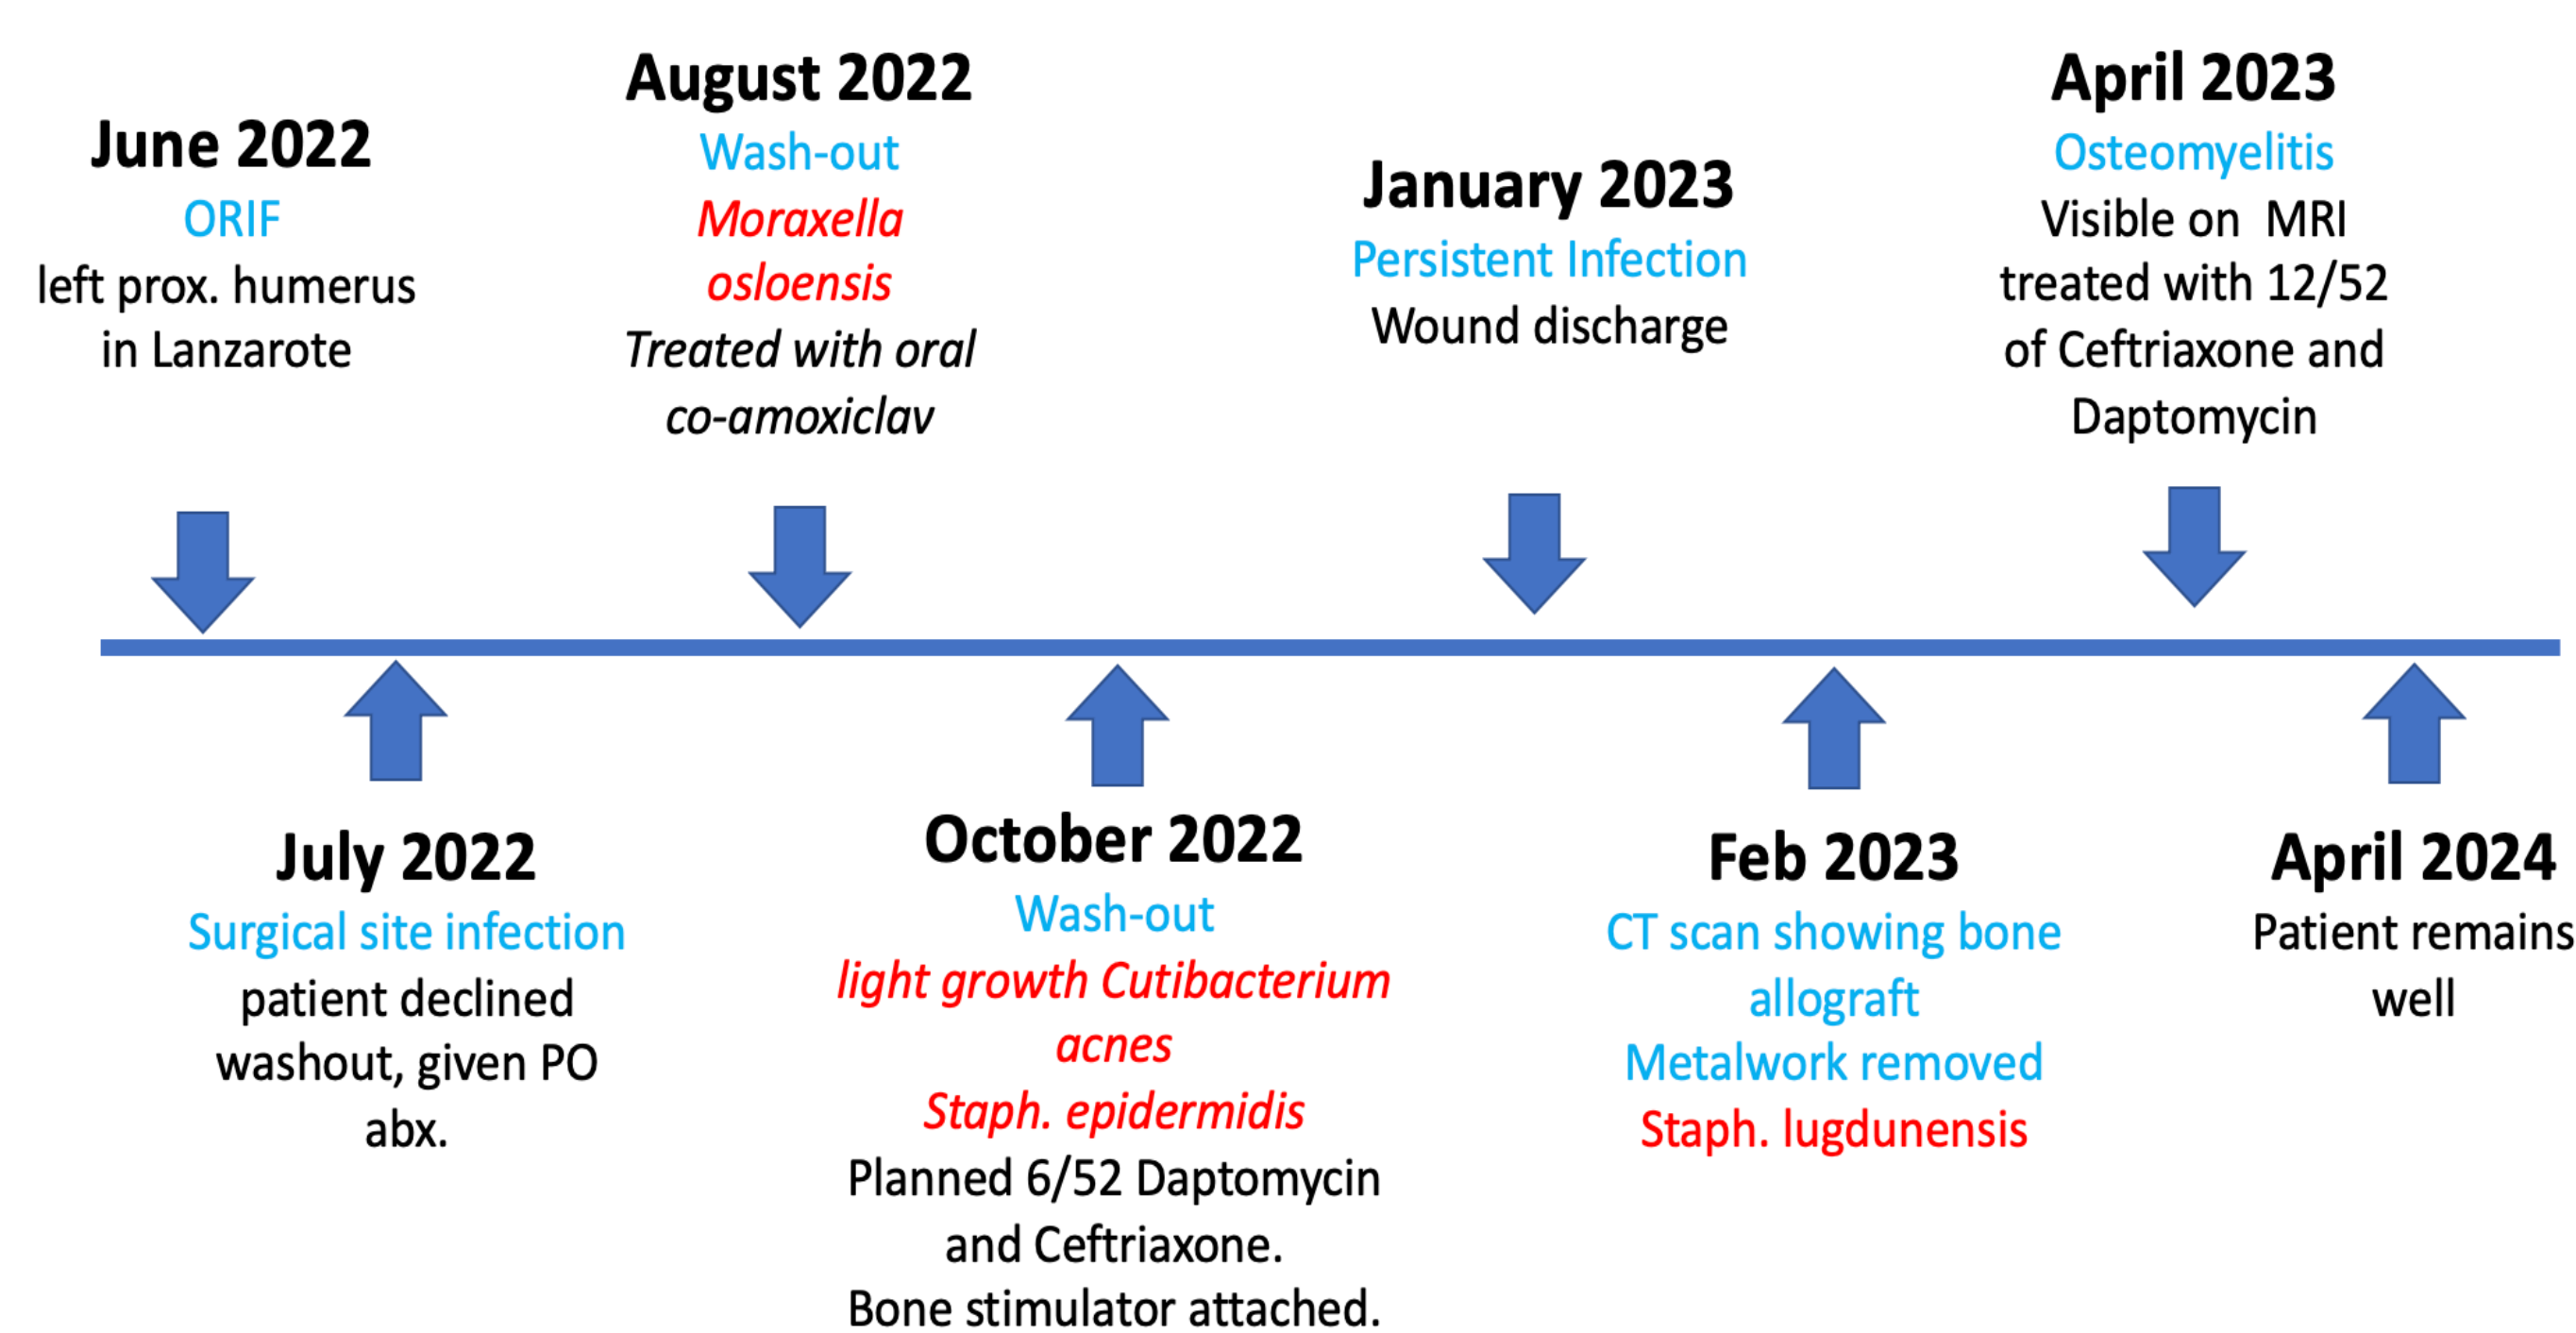 June 2022
ORIF
left prox. humerus
in Lanzarote
July 2022
Surgical site infection
patient declined
washout, given PO
abx.
August 2022
Wash-out
Moraxella
osloensis
Treated with oral
co-amoxiclav
October 2022
Wash-out
light growth Cutibacterium
acnes
Staph. epidermidis
Planned 6/52 Daptomycin
and Ceftriaxone.
Bone stimulator attached.
January 2023
Persistent Infection
Wound discharge
Feb 2023
CT scan showing bone
allograft
Metalwork removed
Staph. lugdunensis
April 2023
Osteomyelitis
Visible on MRI
treated with 12/52
of Ceftriaxone and
Daptomycin
April 2024
Patient remains
well